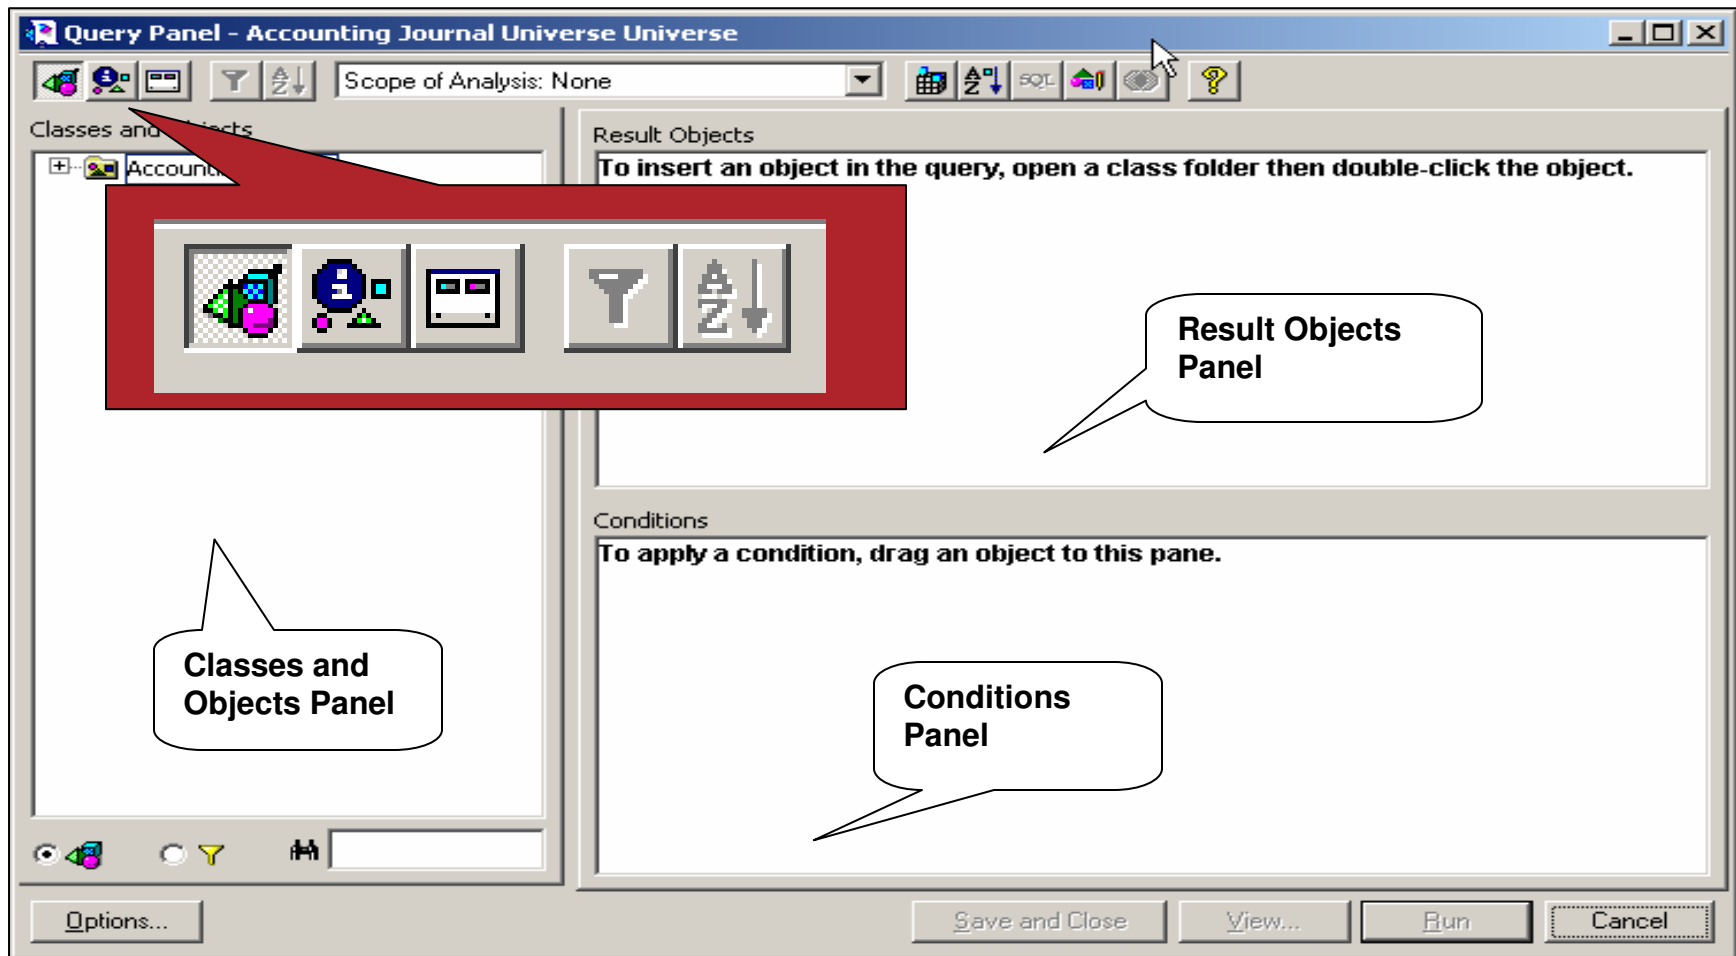 Query Panel - Accounting Journal Universe Universe
Scope of Analysis: None
SQL
Classes and Objects
Result Objects
To insert an object in the query, open a class folder then double-click the object.
A
Z
Result Objects
Panel
Conditions
To apply a condition, drag an object to this pane.
Classes and
Objects Panel
Conditions
Panel
Options...
Save and Close
View...
Run
Cancel